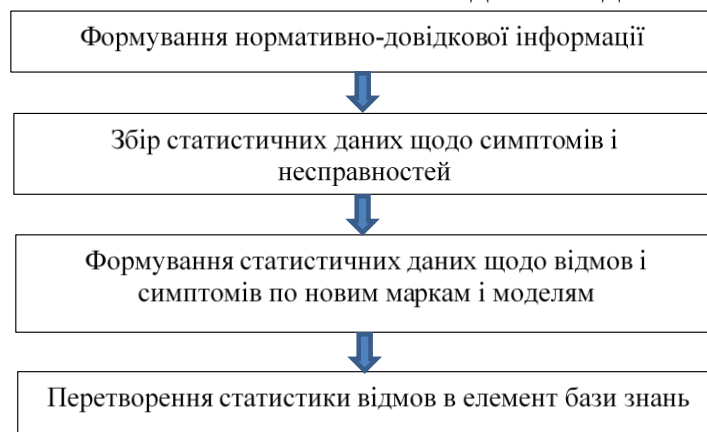 Формування нормативно-довідкової інформації
Збір статистичних даних щодо симптомів і
несправностей
Формування статистичних даних щодо відмов і
симптомів по новим маркам і моделям
Перетворення статистики відмов в елемент бази знань